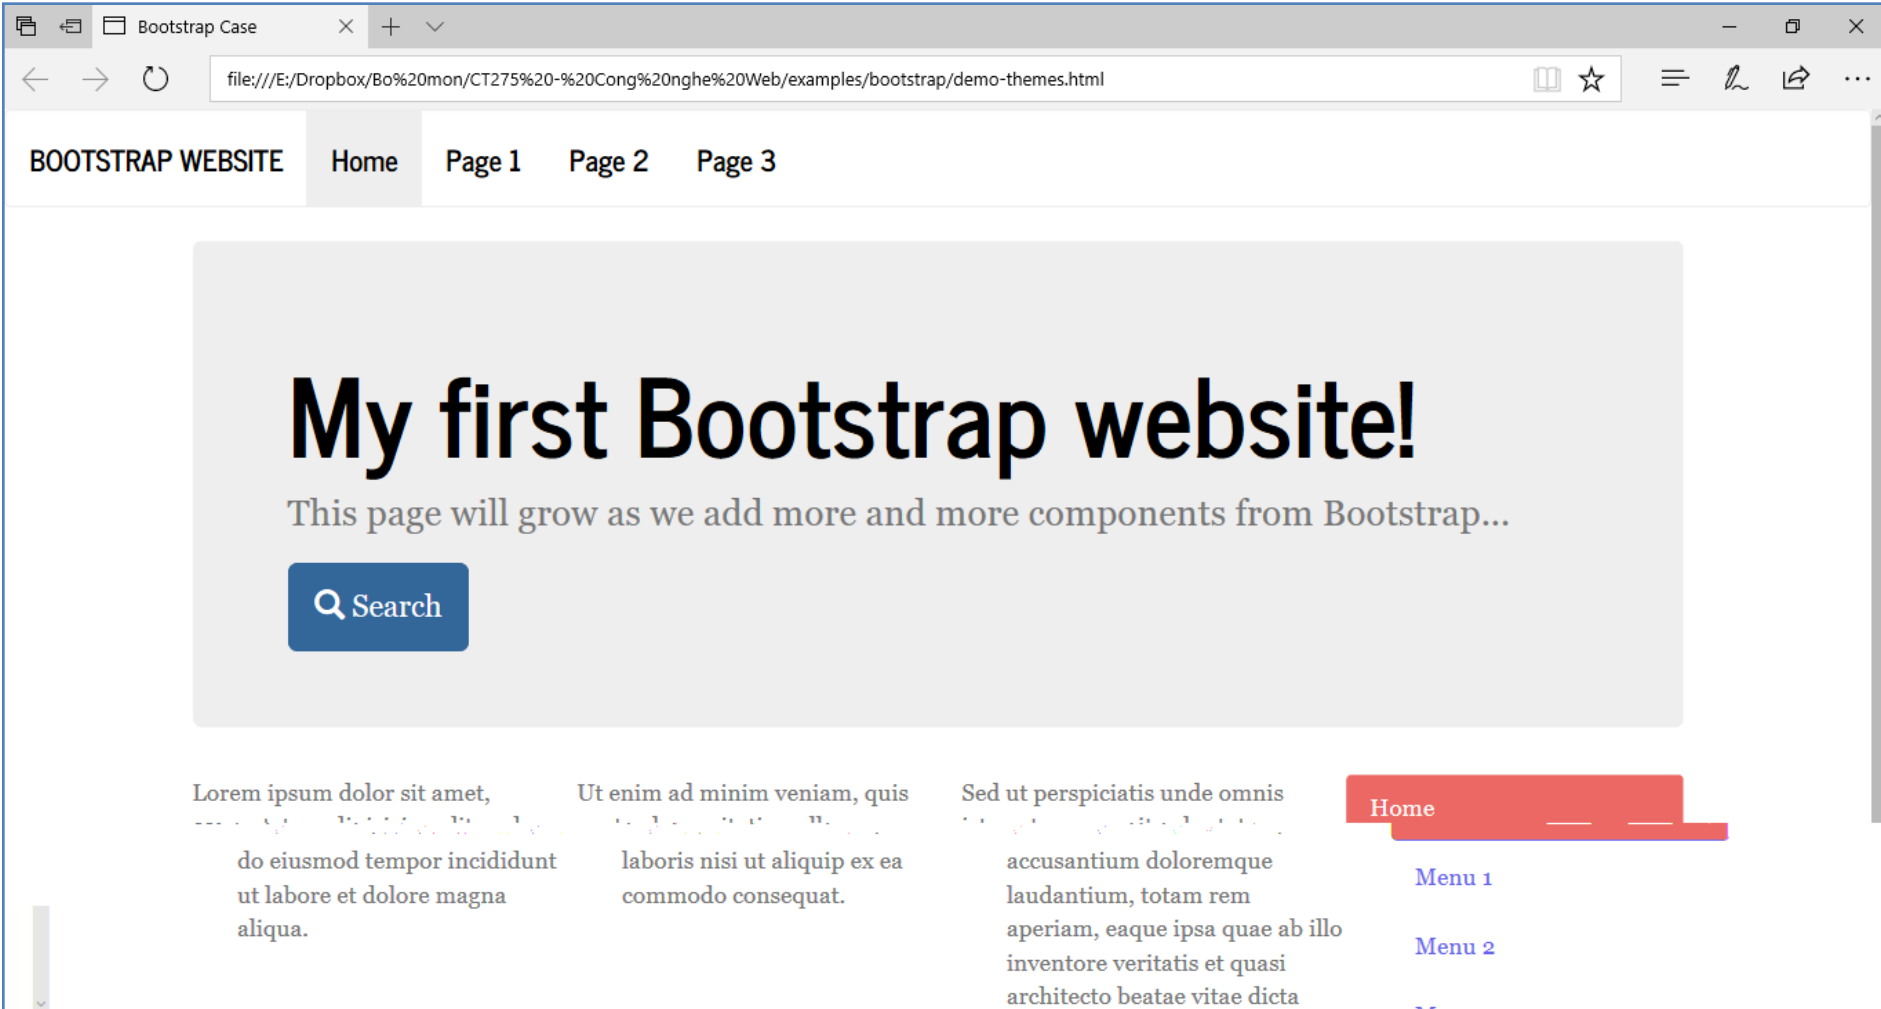 Bootstrap Case
file:///E:/Dropbox/Bo%20mon/CT275%20-%20Cong%20nghe%20Web/examples/bootstrap/demo-themes.html
BOOTSTRAP WEBSITE Home Page 1 Page 2 Page 3
My first Bootstrap website!
This page will grow as we add more and more components from Bootstrap...
Search
Lorem ipsum dolor sit amet,
do eiusmod tempor incididunt
ut labore et dolore magna
aliqua.
Ut enim ad minim veniam, quis
laboris nisi ut aliquip ex ea
commodo consequat.
Sed ut perspiciatis unde omnis
accusantium doloremque
laudantium, totam rem
aperiam, eaque ipsa quae ab illo
inventore veritatis et quasi
architecto beatae vitae dicta
Home
Menu 1
Menu 2